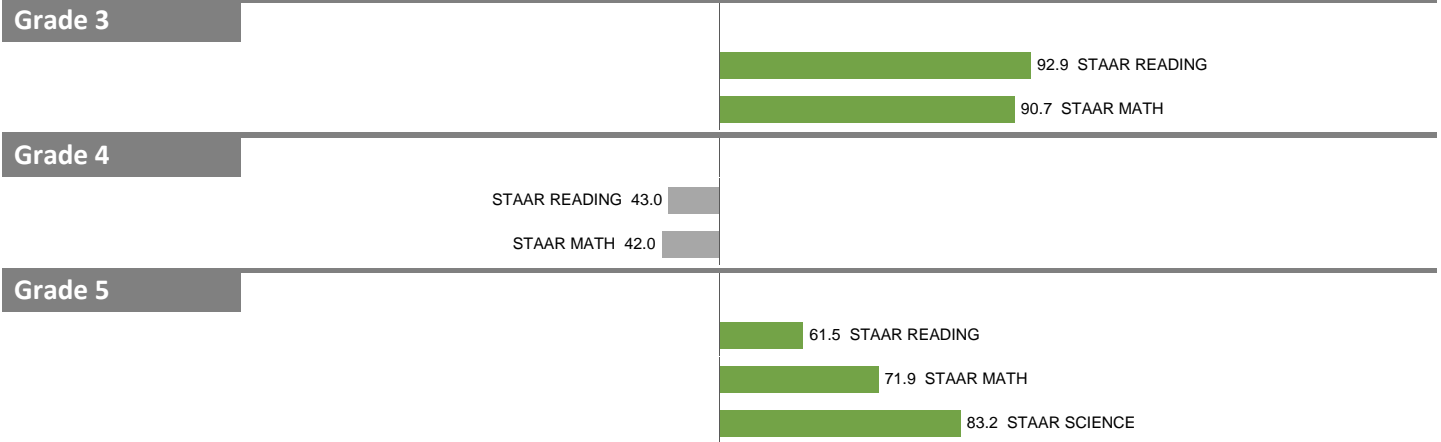 Grade 3
92.9 STAAR READING
90.7 STAAR MATH
Grade 4
STAAR READING 43.0
STAAR MATH 42.0
Grade 5
61.5 STAAR READING
71.9 STAAR MATH
83.2 STAAR SCIENCE